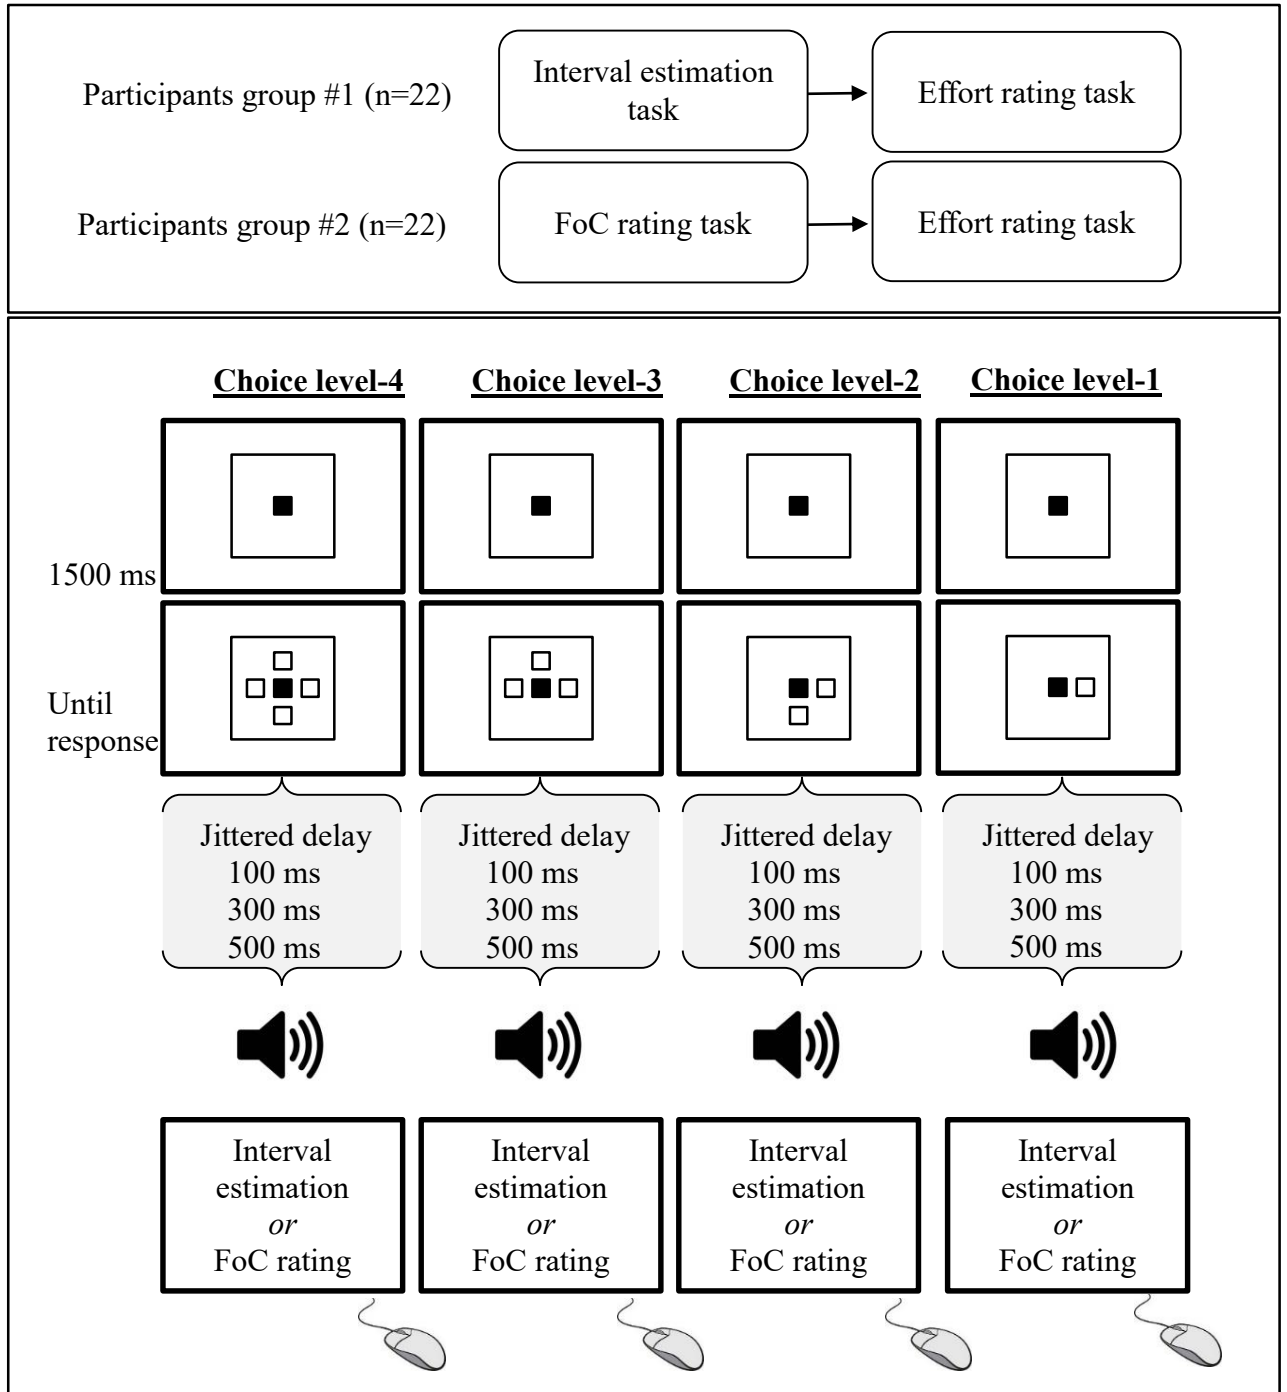 Participants group #1 (n=22)
Interval estimation
task
Effort rating task
Participants group #2 (n=22)
FoC rating task
Effort rating task
Choice level-4
Choice level-3
Choice level-2
Choice level-1
1500 ms
Until
response
Jittered delay
100 ms
300 ms
500 ms
Jittered delay
100 ms
300 ms
500 ms
Jittered delay
100 ms
300 ms
500 ms
Jittered delay
100 ms
300 ms
500 ms
Interval
estimation
or
FoC rating
Interval
estimation
or
FoC rating
Interval
estimation
or
FoC rating
Interval
estimation
or
FoC rating